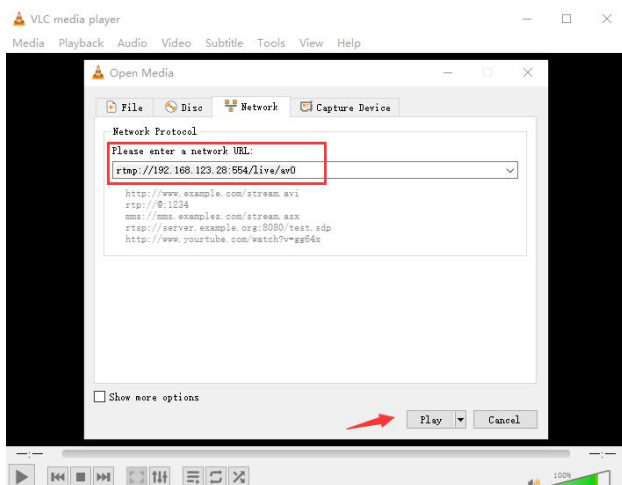 VLC media player
Media Playback Audio Video Subtitle Tools View Help
Open Media
File Disc Network Capture Device
Network Protocol
Please enter a network URL:
rtmp://192.168.123.28:554/live/av0
http://www.example.com/stream.avi
rtp://@:1234
mms://mms.examples.com/stream.asx
rtsp://server.example.org:8080/test.sdp
http://www.yourtube.com/watch?v=gg64x
Show more options
Play Cancel
--:-- --:--
100%